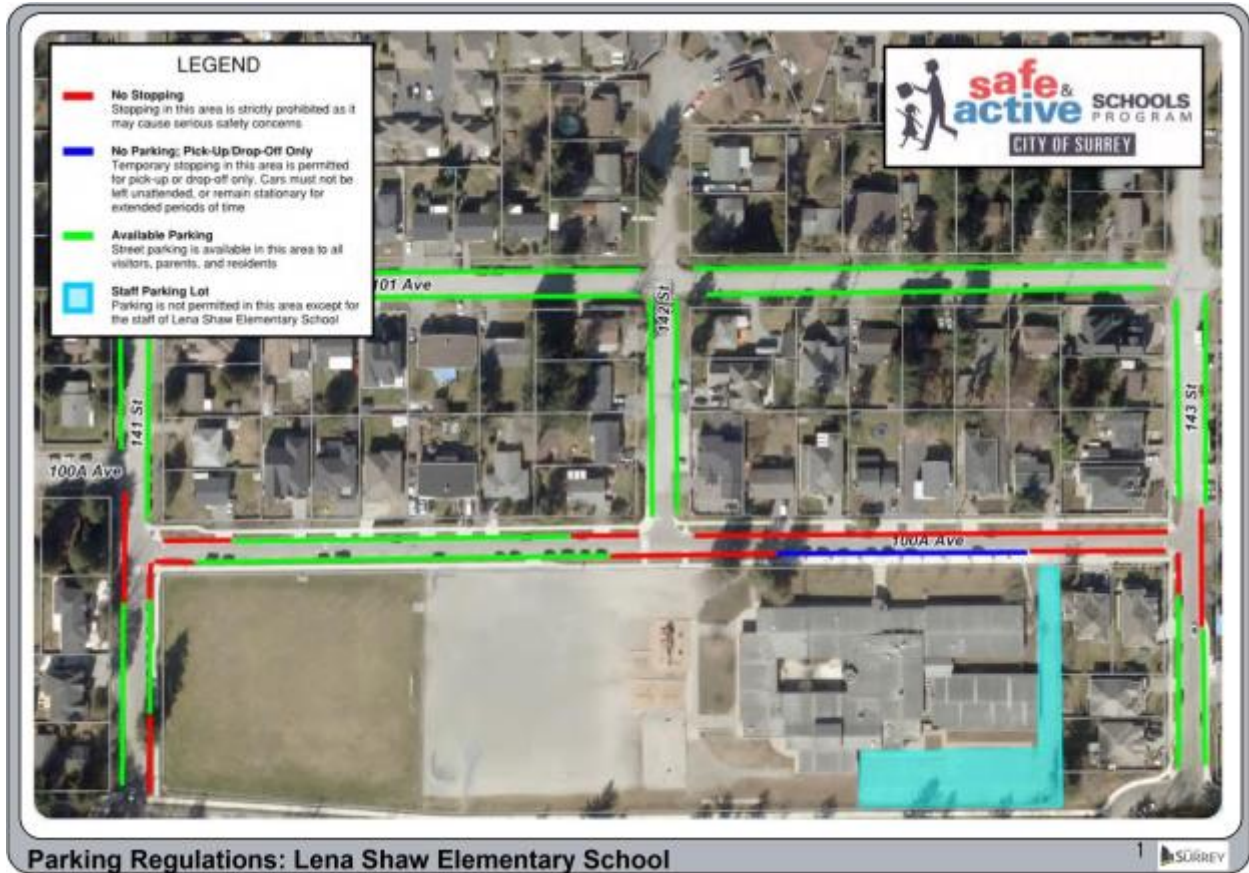 LEGEND
No Stopping
Stopping in this area is strictly prohibited as it
may cause serious safety concerns
No Parking; Pick-Up/Drop-Off Only
Temporary stopping in this area is permitted
for pick-up or drop-off only. Cars must not be
left unattended, or remain stationary for
extended periods of time
Available Parking
Street parking is available in this area to all
visitors, parents, and residents
Staff Parking Lot
Parking is not permitted in this area except for
the staff of Lena Shaw Elementary School
safe &
active SCHOOLS
PROGRAM
CITY OF SURREY
101 Ave
142 St
141 St
143 St
100A Ave
100A Ave
Parking Regulations: Lena Shaw Elementary School
1
SURREY